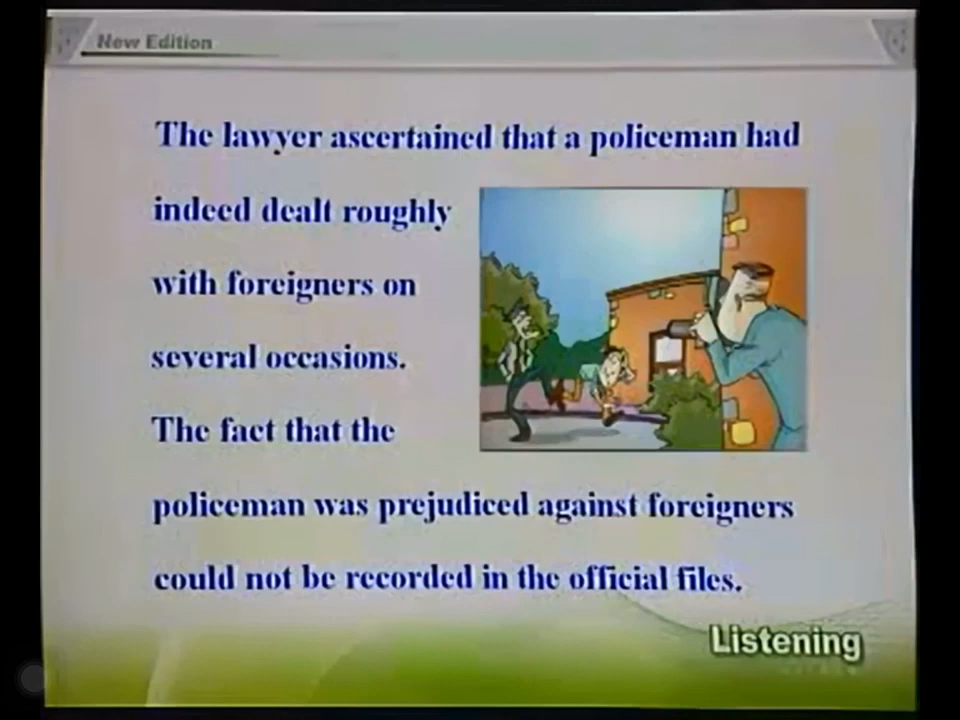 New Edition
The lawyer ascertained that a policeman had
indeed dealt roughly
with foreigners on
several occasions.
The fact that the
policeman was prejudiced against foreigners
could not be recorded in the official files.
Listening